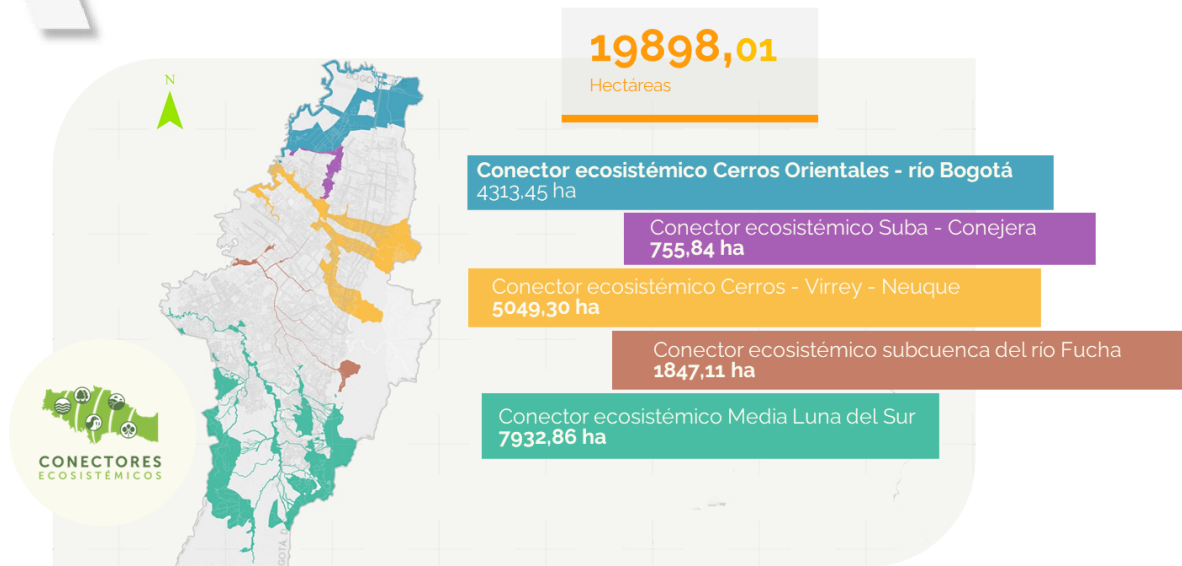 19898,01
Hectáreas
N
BOGOTÁ
Conector ecosistémico Cerros Orientales - río Bogotá
4313,45 ha
Conector ecosistémico Suba - Conejera
755,84 ha
Conector ecosistémico Cerros - Virrey - Neuque
5049,30 ha
Conector ecosistémico subcuenca del río Fucha
1847,11 ha
Conector ecosistémico Media Luna del Sur
7932,86 ha
CONECTORES
ECOSISTÉMICOS
BOGOTÁ,